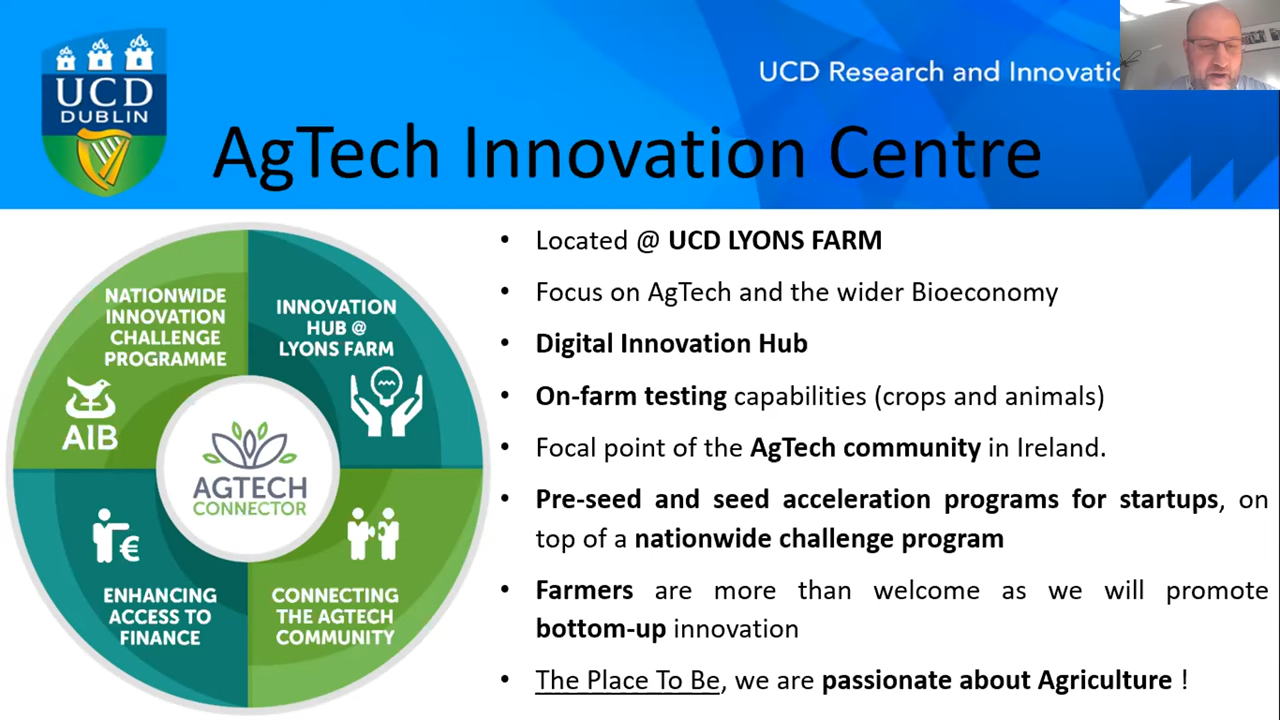 UCD
DUBLIN
UCD Research and Innovatio
AgTech Innovation Centre
NATIONWIDE
INNOVATION
CHALLENGE
PROGRAMME
AIB
INNOVATION
HUB @
LYONS FARM
AGTECH
CONNECTOR
€
ENHANCING
ACCESS TO
FINANCE
CONNECTING
THE AGTECH
COMMUNITY
• Located @ UCD LYONS FARM
• Focus on AgTech and the wider Bioeconomy
• Digital Innovation Hub
• On-farm testing capabilities (crops and animals)
• Focal point of the AgTech community in Ireland.
• Pre-seed and seed acceleration programs for startups, on
top of a nationwide challenge program
• Farmers are more than welcome as we will promote
bottom-up innovation
• The Place To Be, we are passionate about Agriculture !